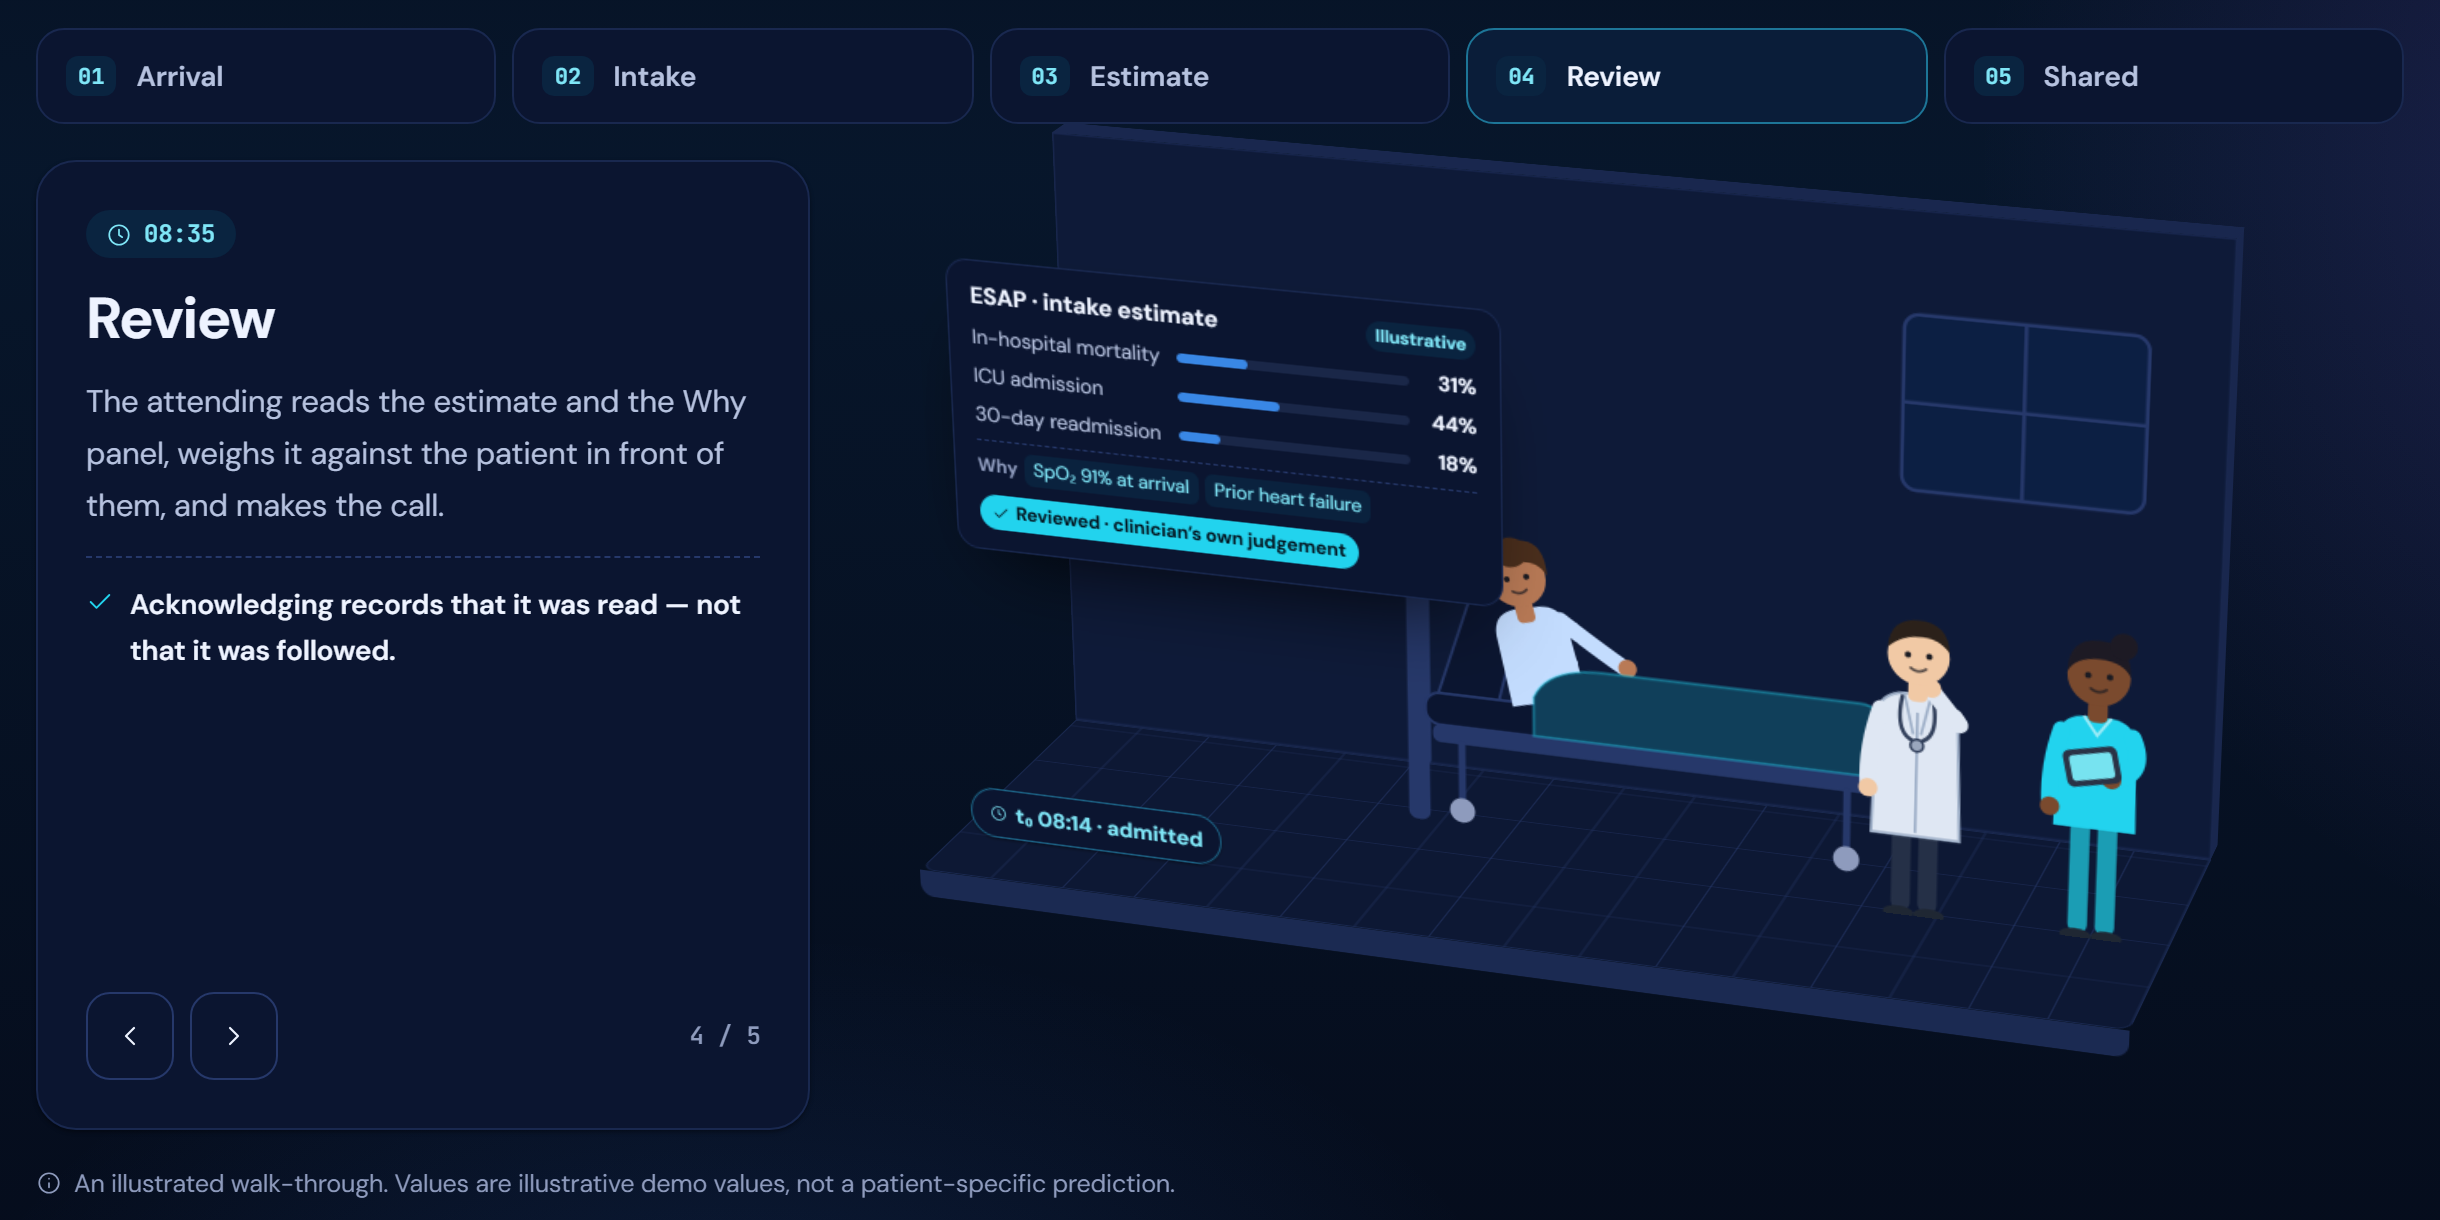 01 Arrival
02 Intake
03 Estimate
04 Review
05 Shared
08:35
Review
The attending reads the estimate and the Why
panel, weighs it against the patient in front of
them, and makes the call.
Acknowledging records that it was read — not
that it was followed.
4 / 5
ESAP · intake estimate
Illustrative
In-hospital mortality 31%
ICU admission 44%
30-day readmission 18%
Why SpO₂ 91% at arrival Prior heart failure
✓ Reviewed · clinician's own judgement
t₀ 08:14 · admitted
An illustrated walk-through. Values are illustrative demo values, not a patient-specific prediction.